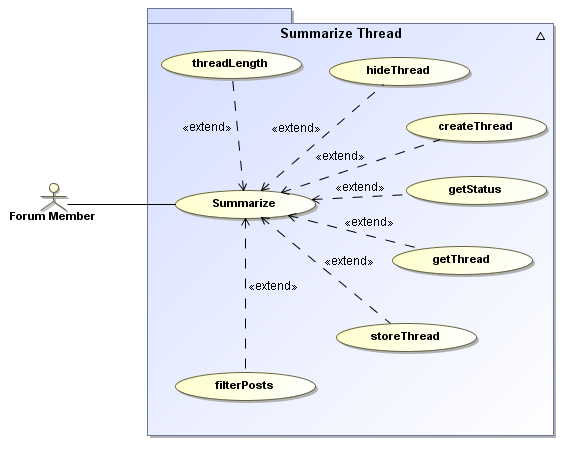 Summarize Thread
threadLength
hideThread
«extend»
«extend»
createThread
«extend»
getStatus
«extend»
Summarize
Forum Member
«extend»
getThread
«extend»
«extend»
storeThread
filterPosts